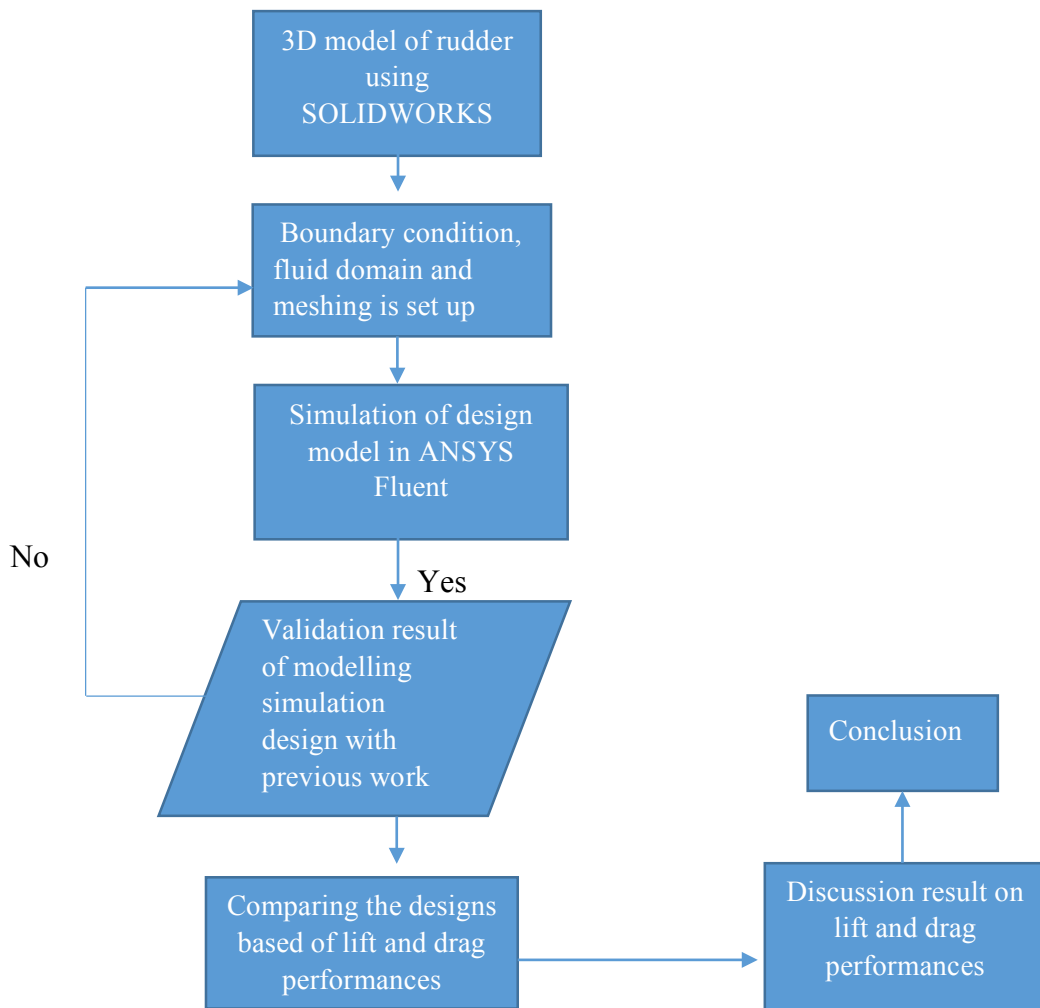 3D model of rudder
using
SOLIDWORKS
Boundary condition,
fluid domain and
meshing is set up
Simulation of design
model in ANSYS
Fluent
No
Yes
Validation result
of modelling
simulation
design with
previous work
Comparing the designs
based of lift and drag
performances
Discussion result on
lift and drag
performances
Conclusion